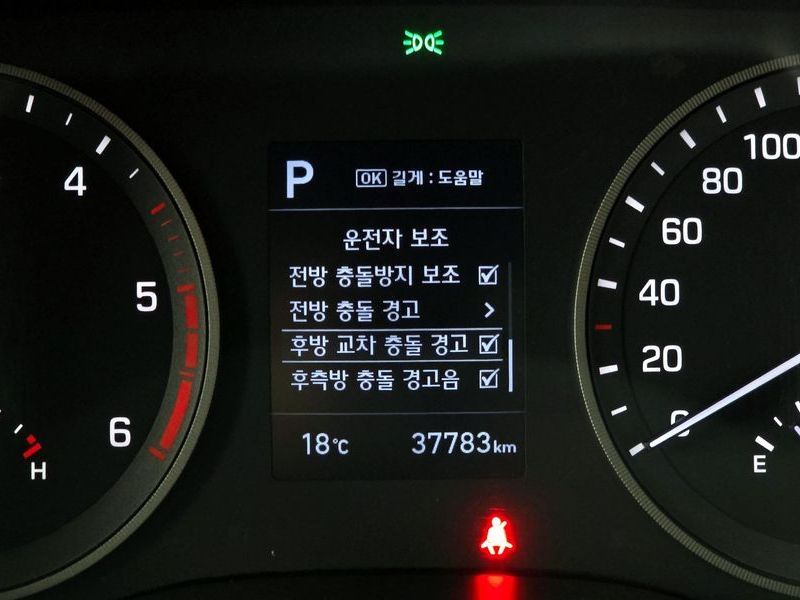 P
OK 길게 : 도움말
운전자 보조
전방 충돌방지 보조
전방 충돌 경고
후방 교차 충돌 경고
후측방 충돌 경고음
18℃
37783km
4
5
6
H
100
80
60
40
20
0
E